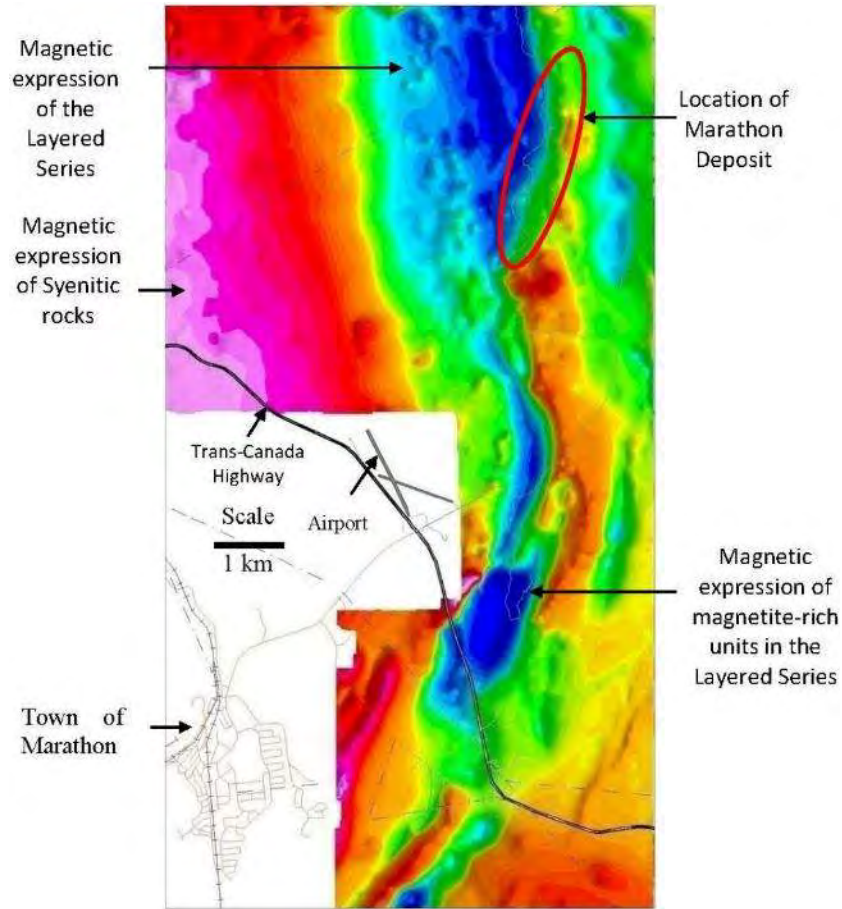 Magnetic
expression
of the
Layered
Series
Location of
Marathon
Deposit
Magnetic
expression
of Syenitic
rocks
Trans-Canada
Highway
Airport
Scale
1 km
Magnetic
expression of
magnetite-rich
units in the
Layered Series
Town of
Marathon